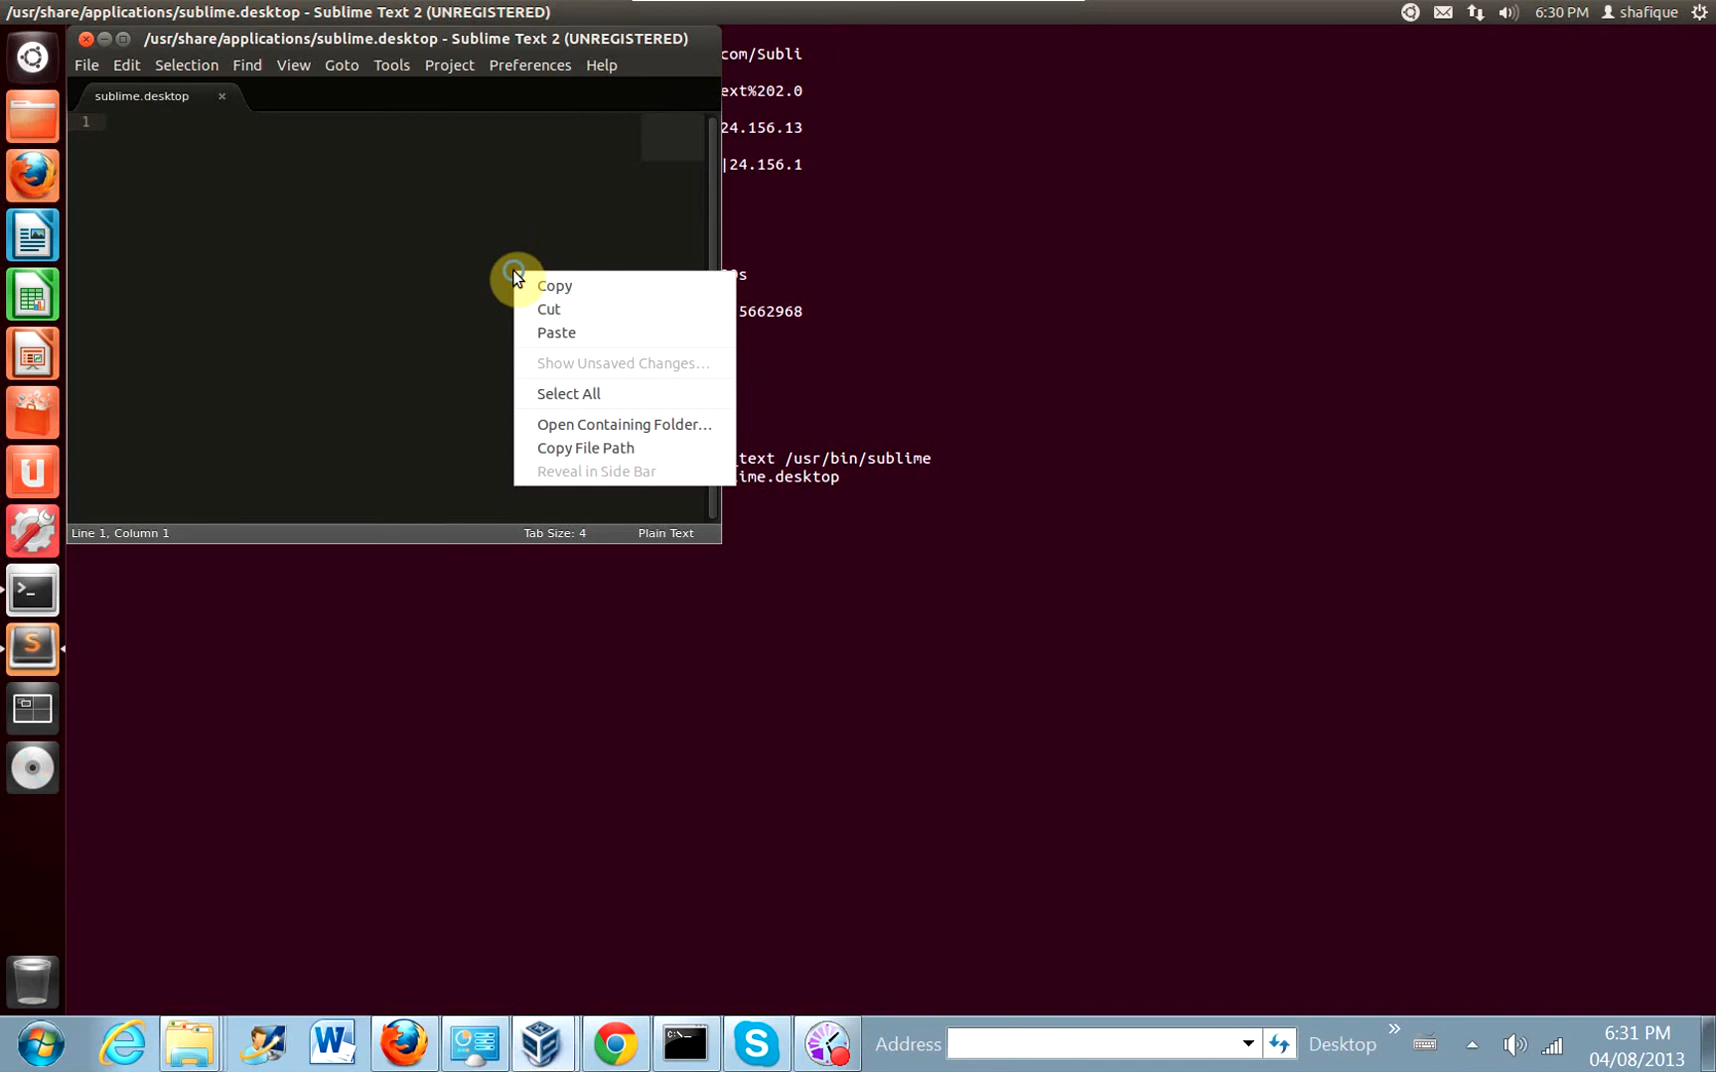 /usr/share/applications/sublime.desktop - Sublime Text 2 (UNREGISTERED)
6:30 PM
shafique
/usr/share/applications/sublime.desktop - Sublime Text 2 (UNREGISTERED)
File Edit Selection Find View Goto Tools Project Preferences Help
sublime.desktop
1
com/Subli
ext%202.0
24.156.13
|24.156.1
0s
5662968
_text /usr/bin/sublime
ime.desktop
Copy
Cut
Paste
Show Unsaved Changes…
Select All
Open Containing Folder…
Copy File Path
Reveal in Side Bar
Line 1, Column 1
Tab Size: 4
Plain Text
Address
Desktop
6:31 PM
04/08/2013